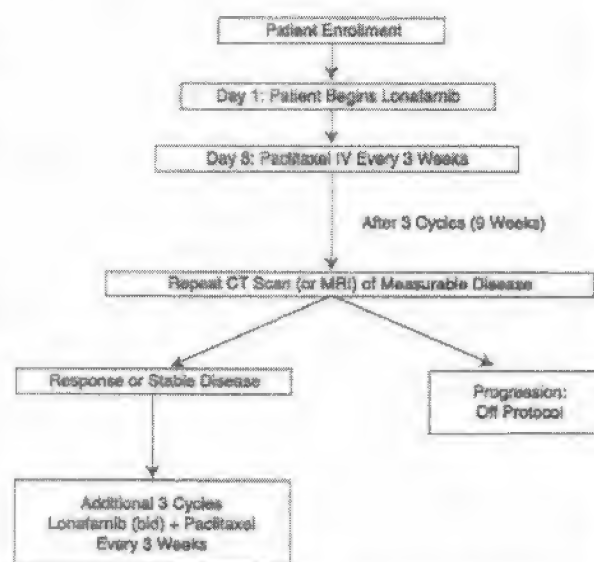 Patient Enrollment
Day 1: Patient Begins Lonafarnib
Day 8: Paclitaxel IV Every 3 Weeks
After 3 Cycles (9 Weeks)
Repeat CT Scan (or MRI) of Measurable Disease
Response or Stable Disease
Progression:
Off Protocol
Additional 3 Cycles
Lonafarnib (bid) + Paclitaxel
Every 3 Weeks